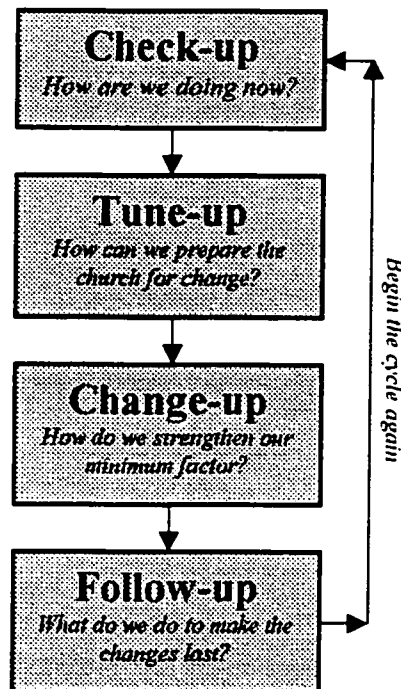 Check-up
How are we doing now?
Tune-up
How can we prepare the
church for change?
Change-up
How do we strengthen our
minimum factor?
Follow-up
What do we do to make the
changes last?
Begin the cycle again